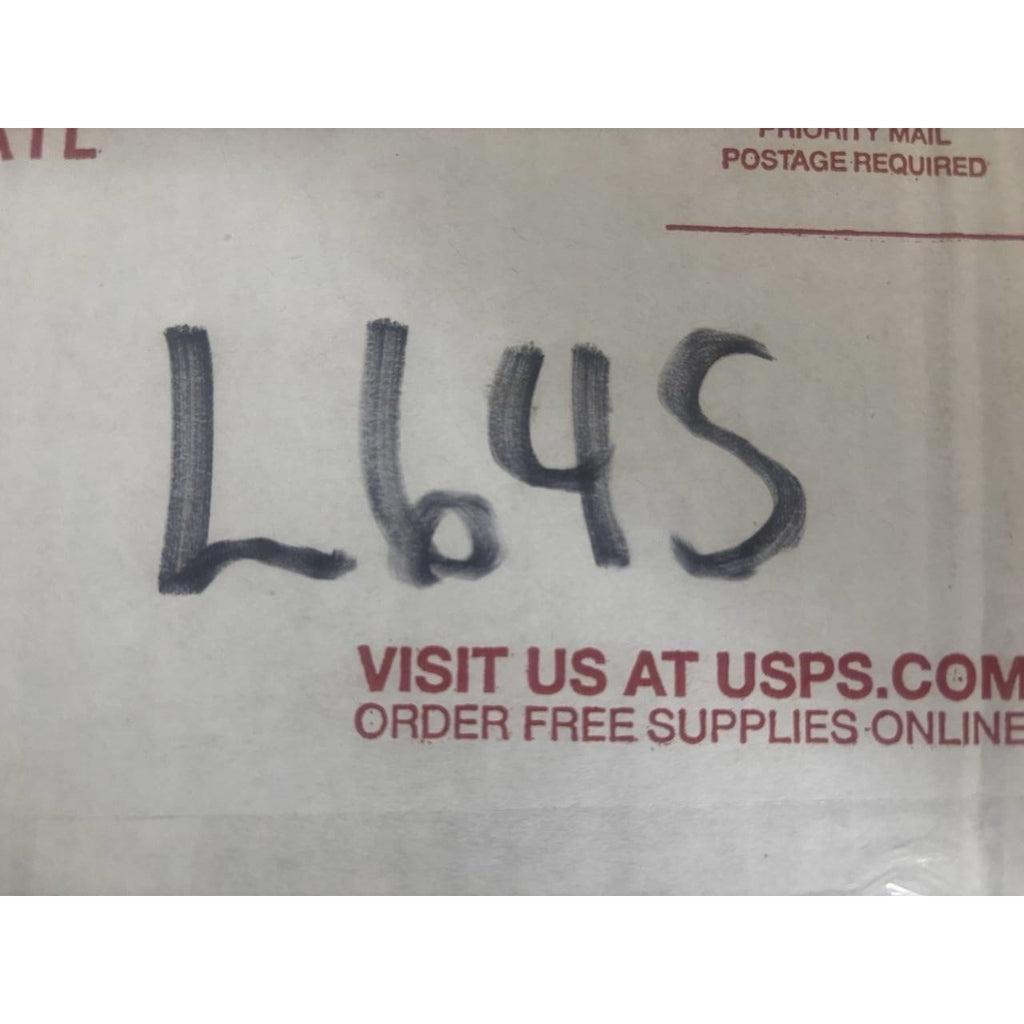 PRIORITY MAIL
POSTAGE REQUIRED
L64S
VISIT US AT USPS.COM
ORDER FREE SUPPLIES ONLINE